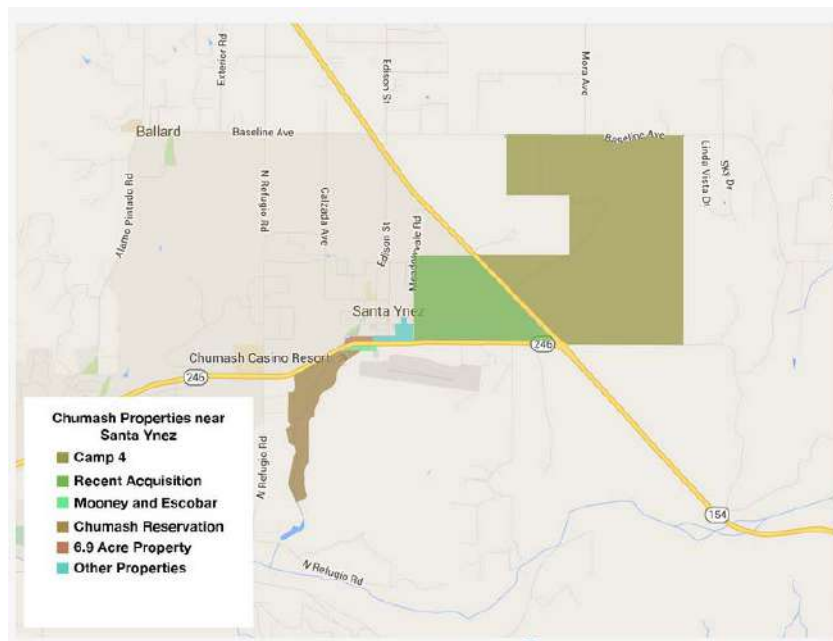 Exterior Rd
Edison St
Mora Ave
Ballard
Baseline Ave
Baseline Ave
Alamo Pintado Rd
N Refugio Rd
Calzada Ave
Edison St
Meadowvale Rd
Linda Vista Dr
Sky Dr
Santa Ynez
Chumash Casino Resort
246
246
Chumash Properties near
Santa Ynez
Camp 4
Recent Acquisition
Mooney and Escobar
Chumash Reservation
6.9 Acre Property
Other Properties
N Refugio Rd
N Refugio Rd
154